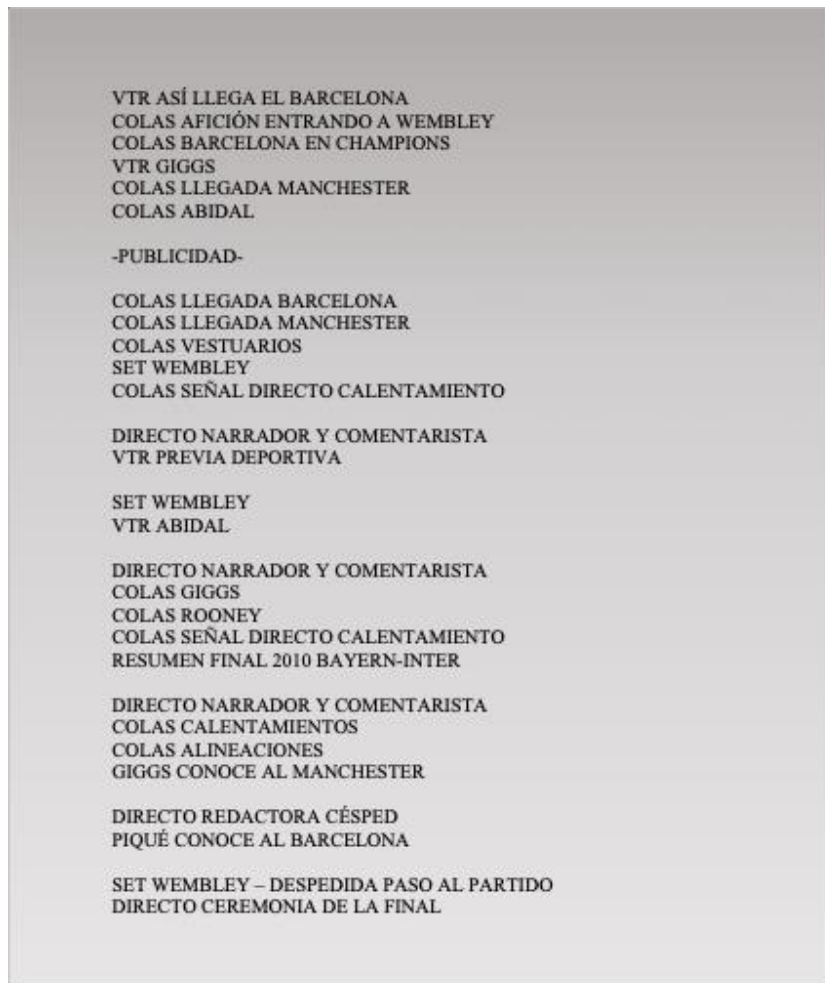 VTR ASÍ LLEGA EL BARCELONA
COLAS AFICIÓN ENTRANDO A WEMBLEY
COLAS BARCELONA EN CHAMPIONS
VTR GIGGS
COLAS LLEGADA MANCHESTER
COLAS ABIDAL
-PUBLICIDAD-
COLAS LLEGADA BARCELONA
COLAS LLEGADA MANCHESTER
COLAS VESTUARIOS
SET WEMBLEY
COLAS SEÑAL DIRECTO CALENTAMIENTO
DIRECTO NARRADOR Y COMENTARISTA
VTR PREVIA DEPORTIVA
SET WEMBLEY
VTR ABIDAL
DIRECTO NARRADOR Y COMENTARISTA
COLAS GIGGS
COLAS ROONEY
COLAS SEÑAL DIRECTO CALENTAMIENTO
RESUMEN FINAL 2010 BAYERN-INTER
DIRECTO NARRADOR Y COMENTARISTA
COLAS CALENTAMIENTOS
COLAS ALINEACIONES
GIGGS CONOCE AL MANCHESTER
DIRECTO REDACTORA CÉSPED
PIQUÉ CONOCE AL BARCELONA
SET WEMBLEY – DESPEDIDA PASO AL PARTIDO
DIRECTO CEREMONIA DE LA FINAL